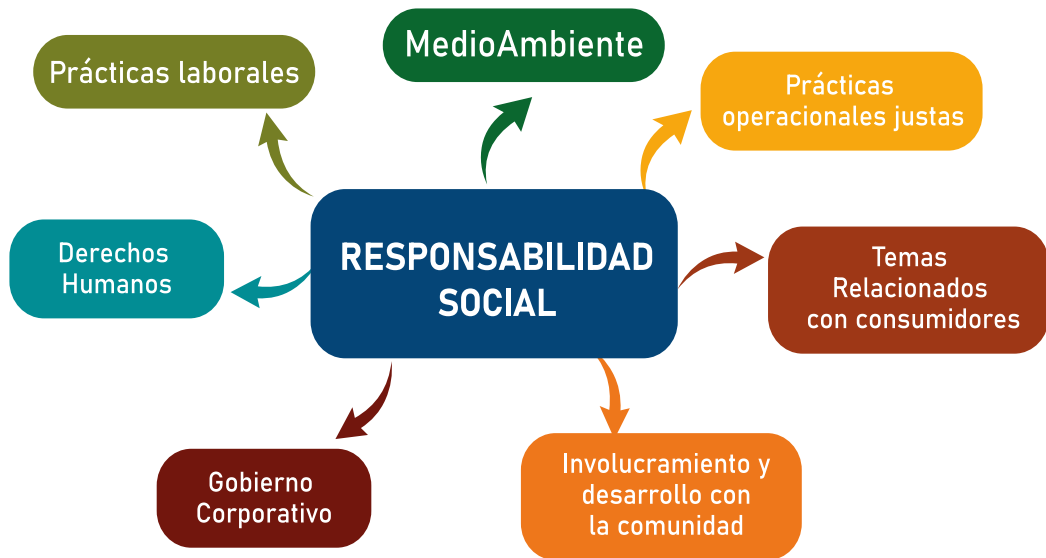 MedioAmbiente
Prácticas laborales
Prácticas
operacionales justas
RESPONSABILIDAD
SOCIAL
Derechos
Humanos
Temas
Relacionados
con consumidores
Gobierno
Corporativo
Involucramiento y
desarrollo con
la comunidad